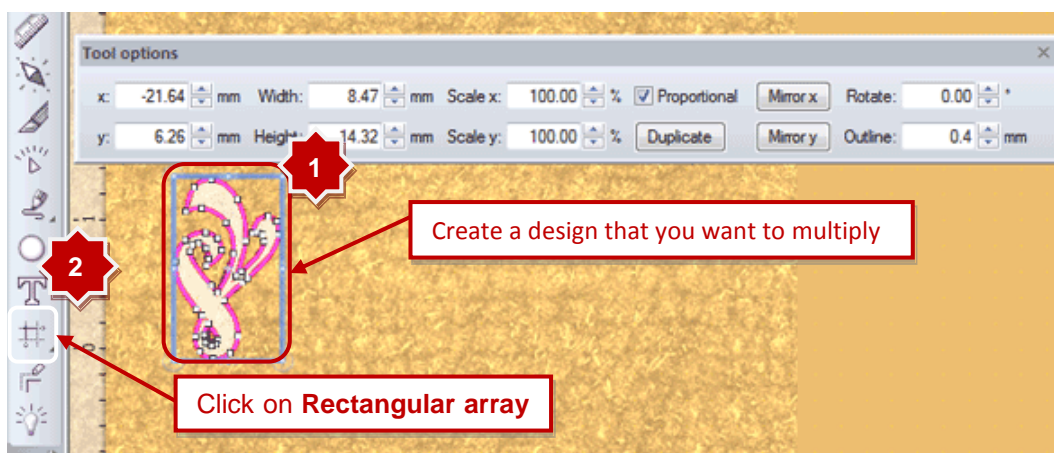 Tool options
x: -21.64 mm Width: 8.47 mm Scale x: 100.00 % Proportional Mirror x Rotate: 0.00 °
y: 6.26 mm Height: 14.32 mm Scale y: 100.00 % Duplicate Mirror y Outline: 0.4 mm
1
1
Create a design that you want to multiply
2
T
0
Click on Rectangular array